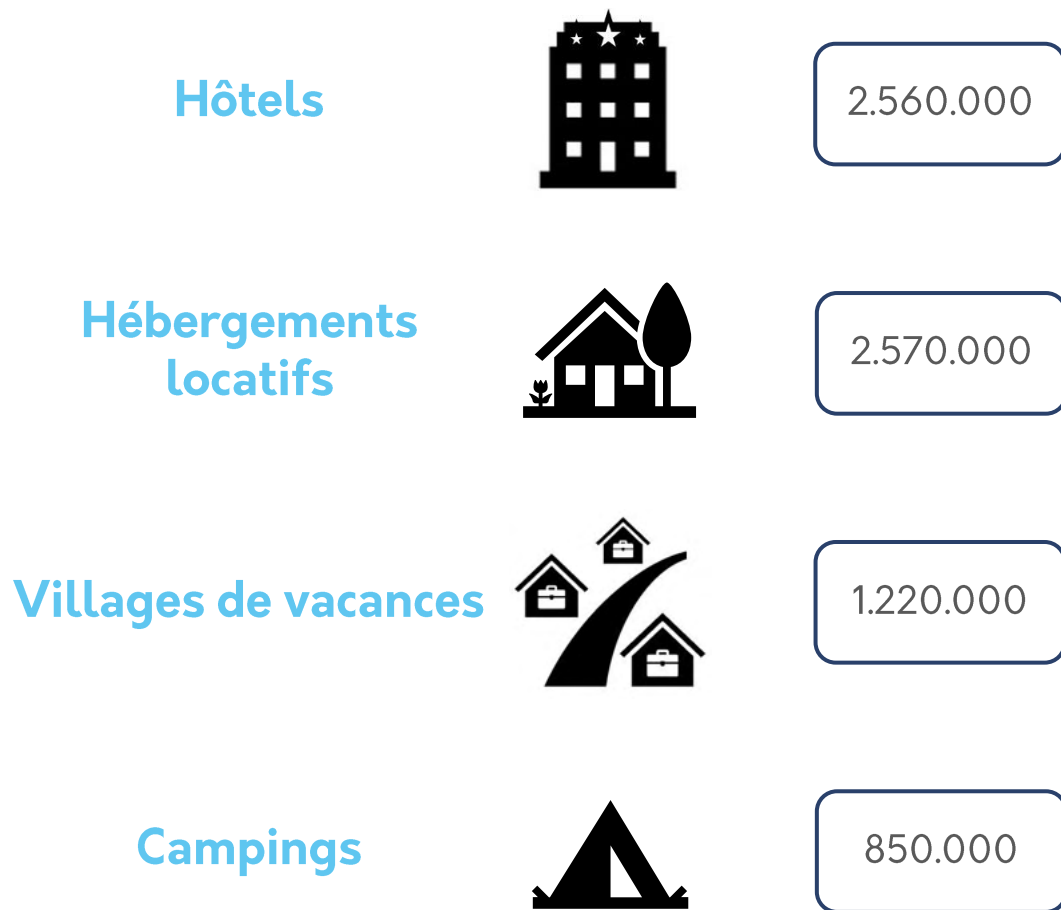 Hôtels
2.560.000
Hébergements
locatifs
2.570.000
Villages de vacances
1.220.000
Campings
850.000